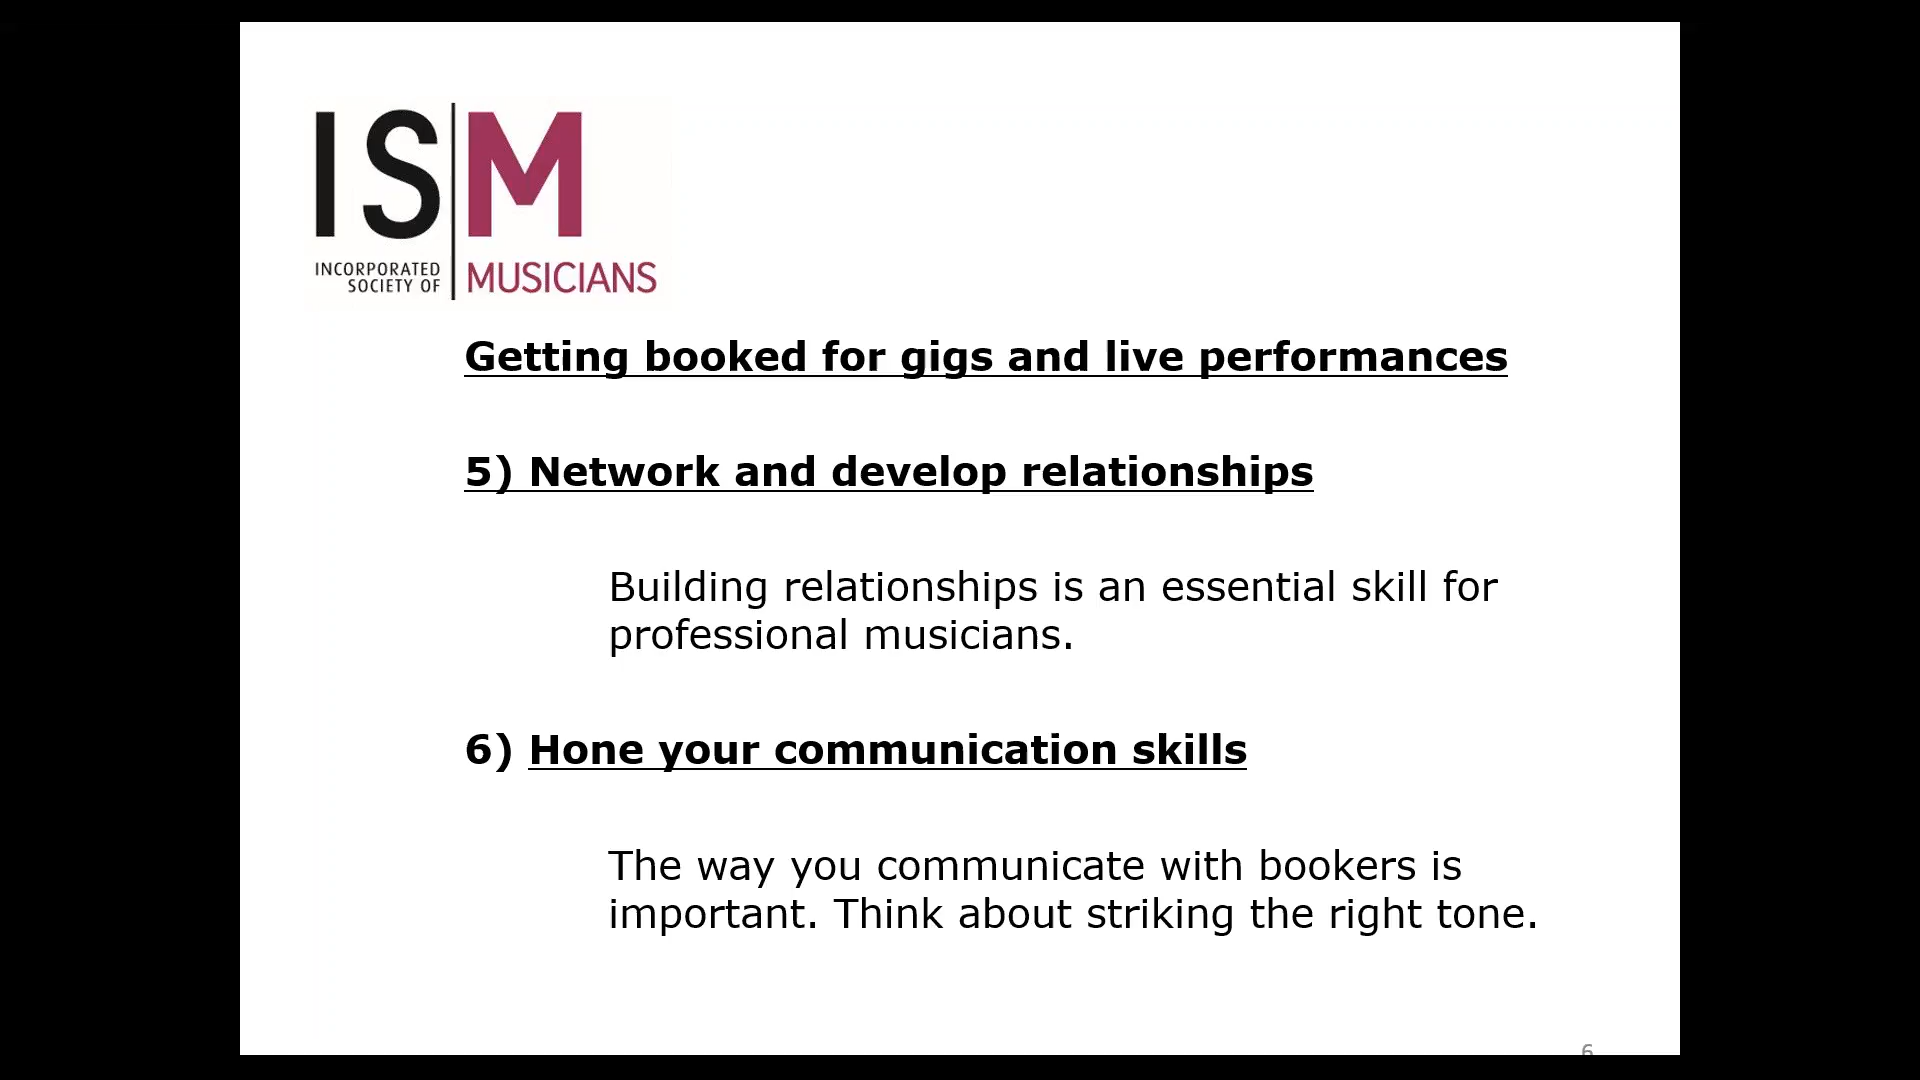 ISM
INCORPORATED
SOCIETY OF
MUSICIANS
Getting booked for gigs and live performances
5) Network and develop relationships
Building relationships is an essential skill for
professional musicians.
6) Hone your communication skills
The way you communicate with bookers is
important. Think about striking the right tone.
6